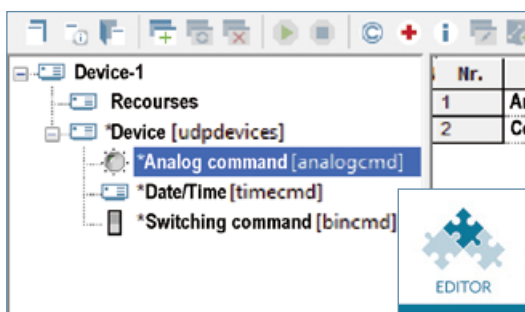 Device-1
Nr.
Recourses
1
*Device [udpdevices]
2
*Analog command [analogcmd]
*Date/Time [timecmd]
*Switching command [bincmd]
EDITOR